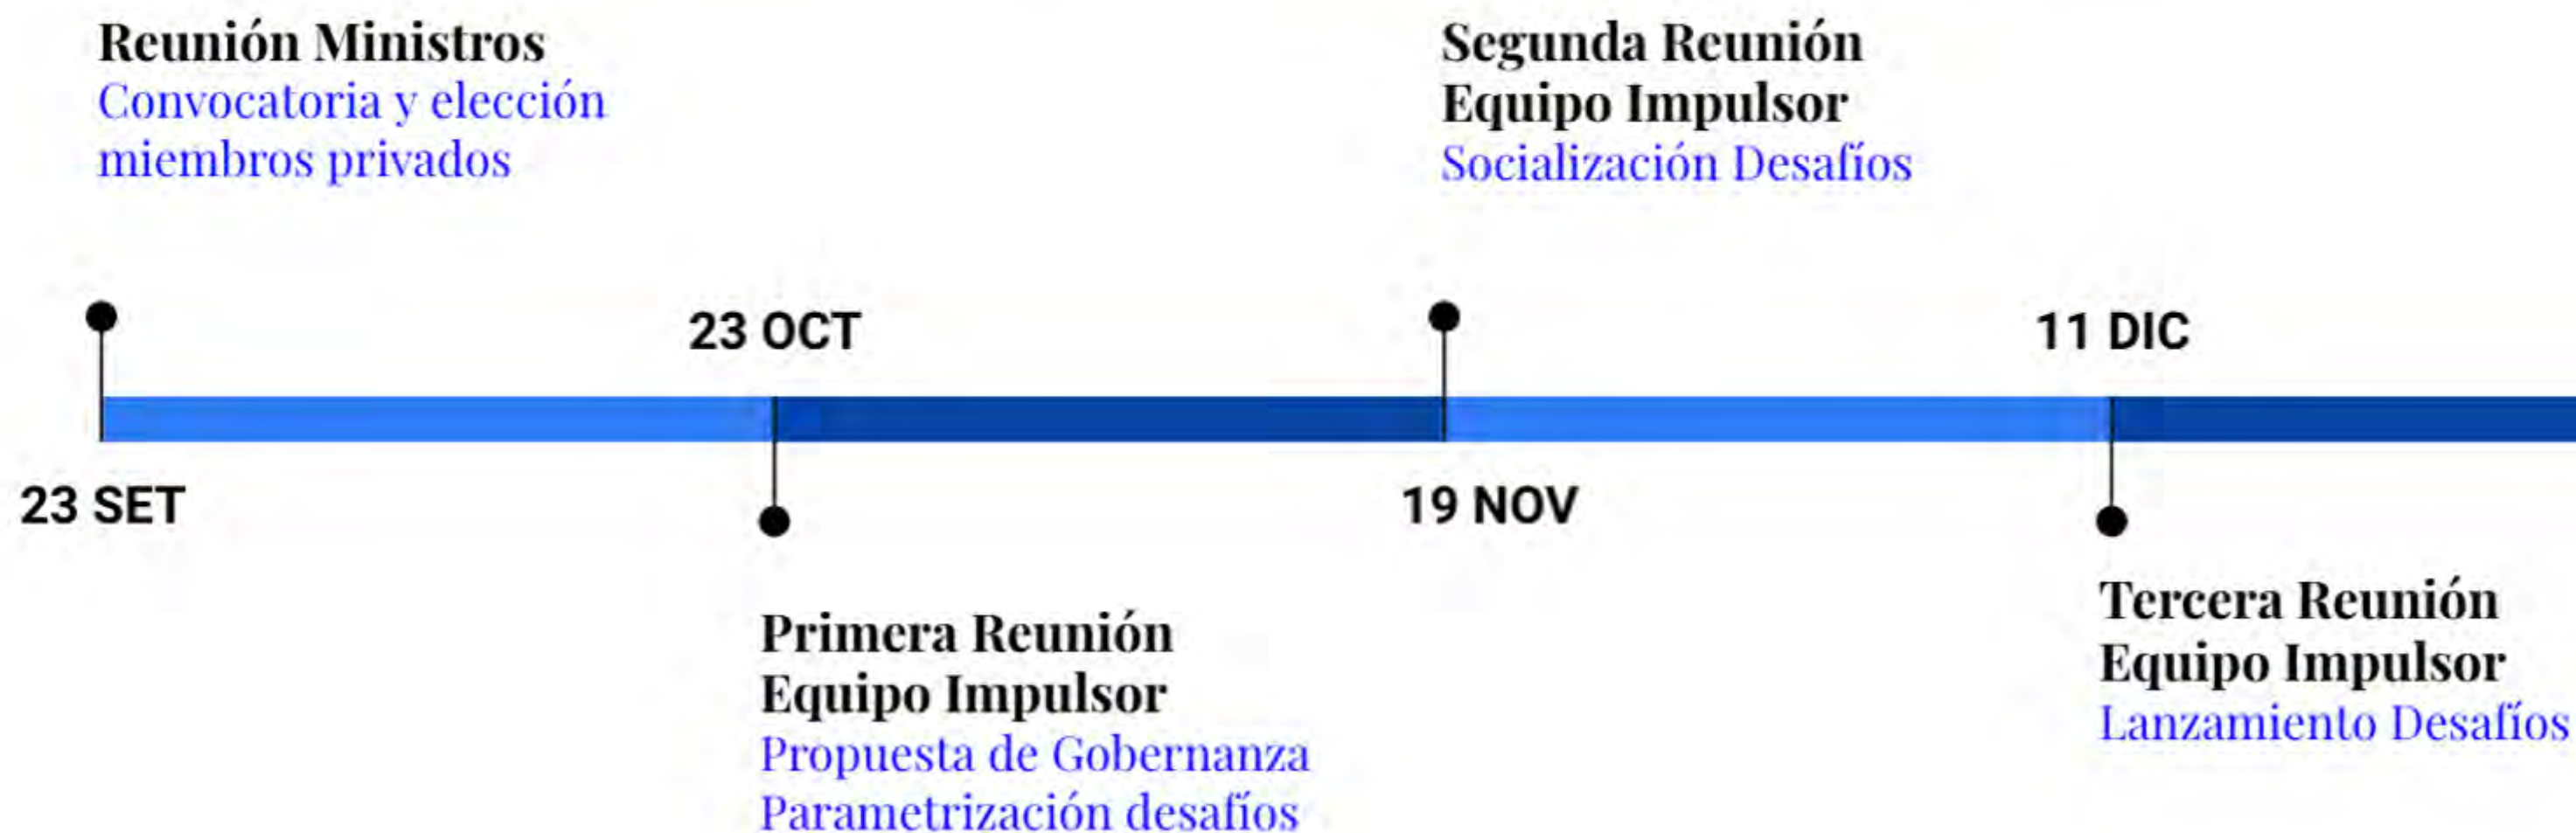 Reunión Ministros
Convocatoria y elección
miembros privados
23 SET
23 OCT
Primera Reunión
Equipo Impulsor
Propuesta de Gobernanza
Parametrización desafíos
Segunda Reunión
Equipo Impulsor
Socialización Desafíos
19 NOV
11 DIC
Tercera Reunión
Equipo Impulsor
Lanzamiento Desafíos